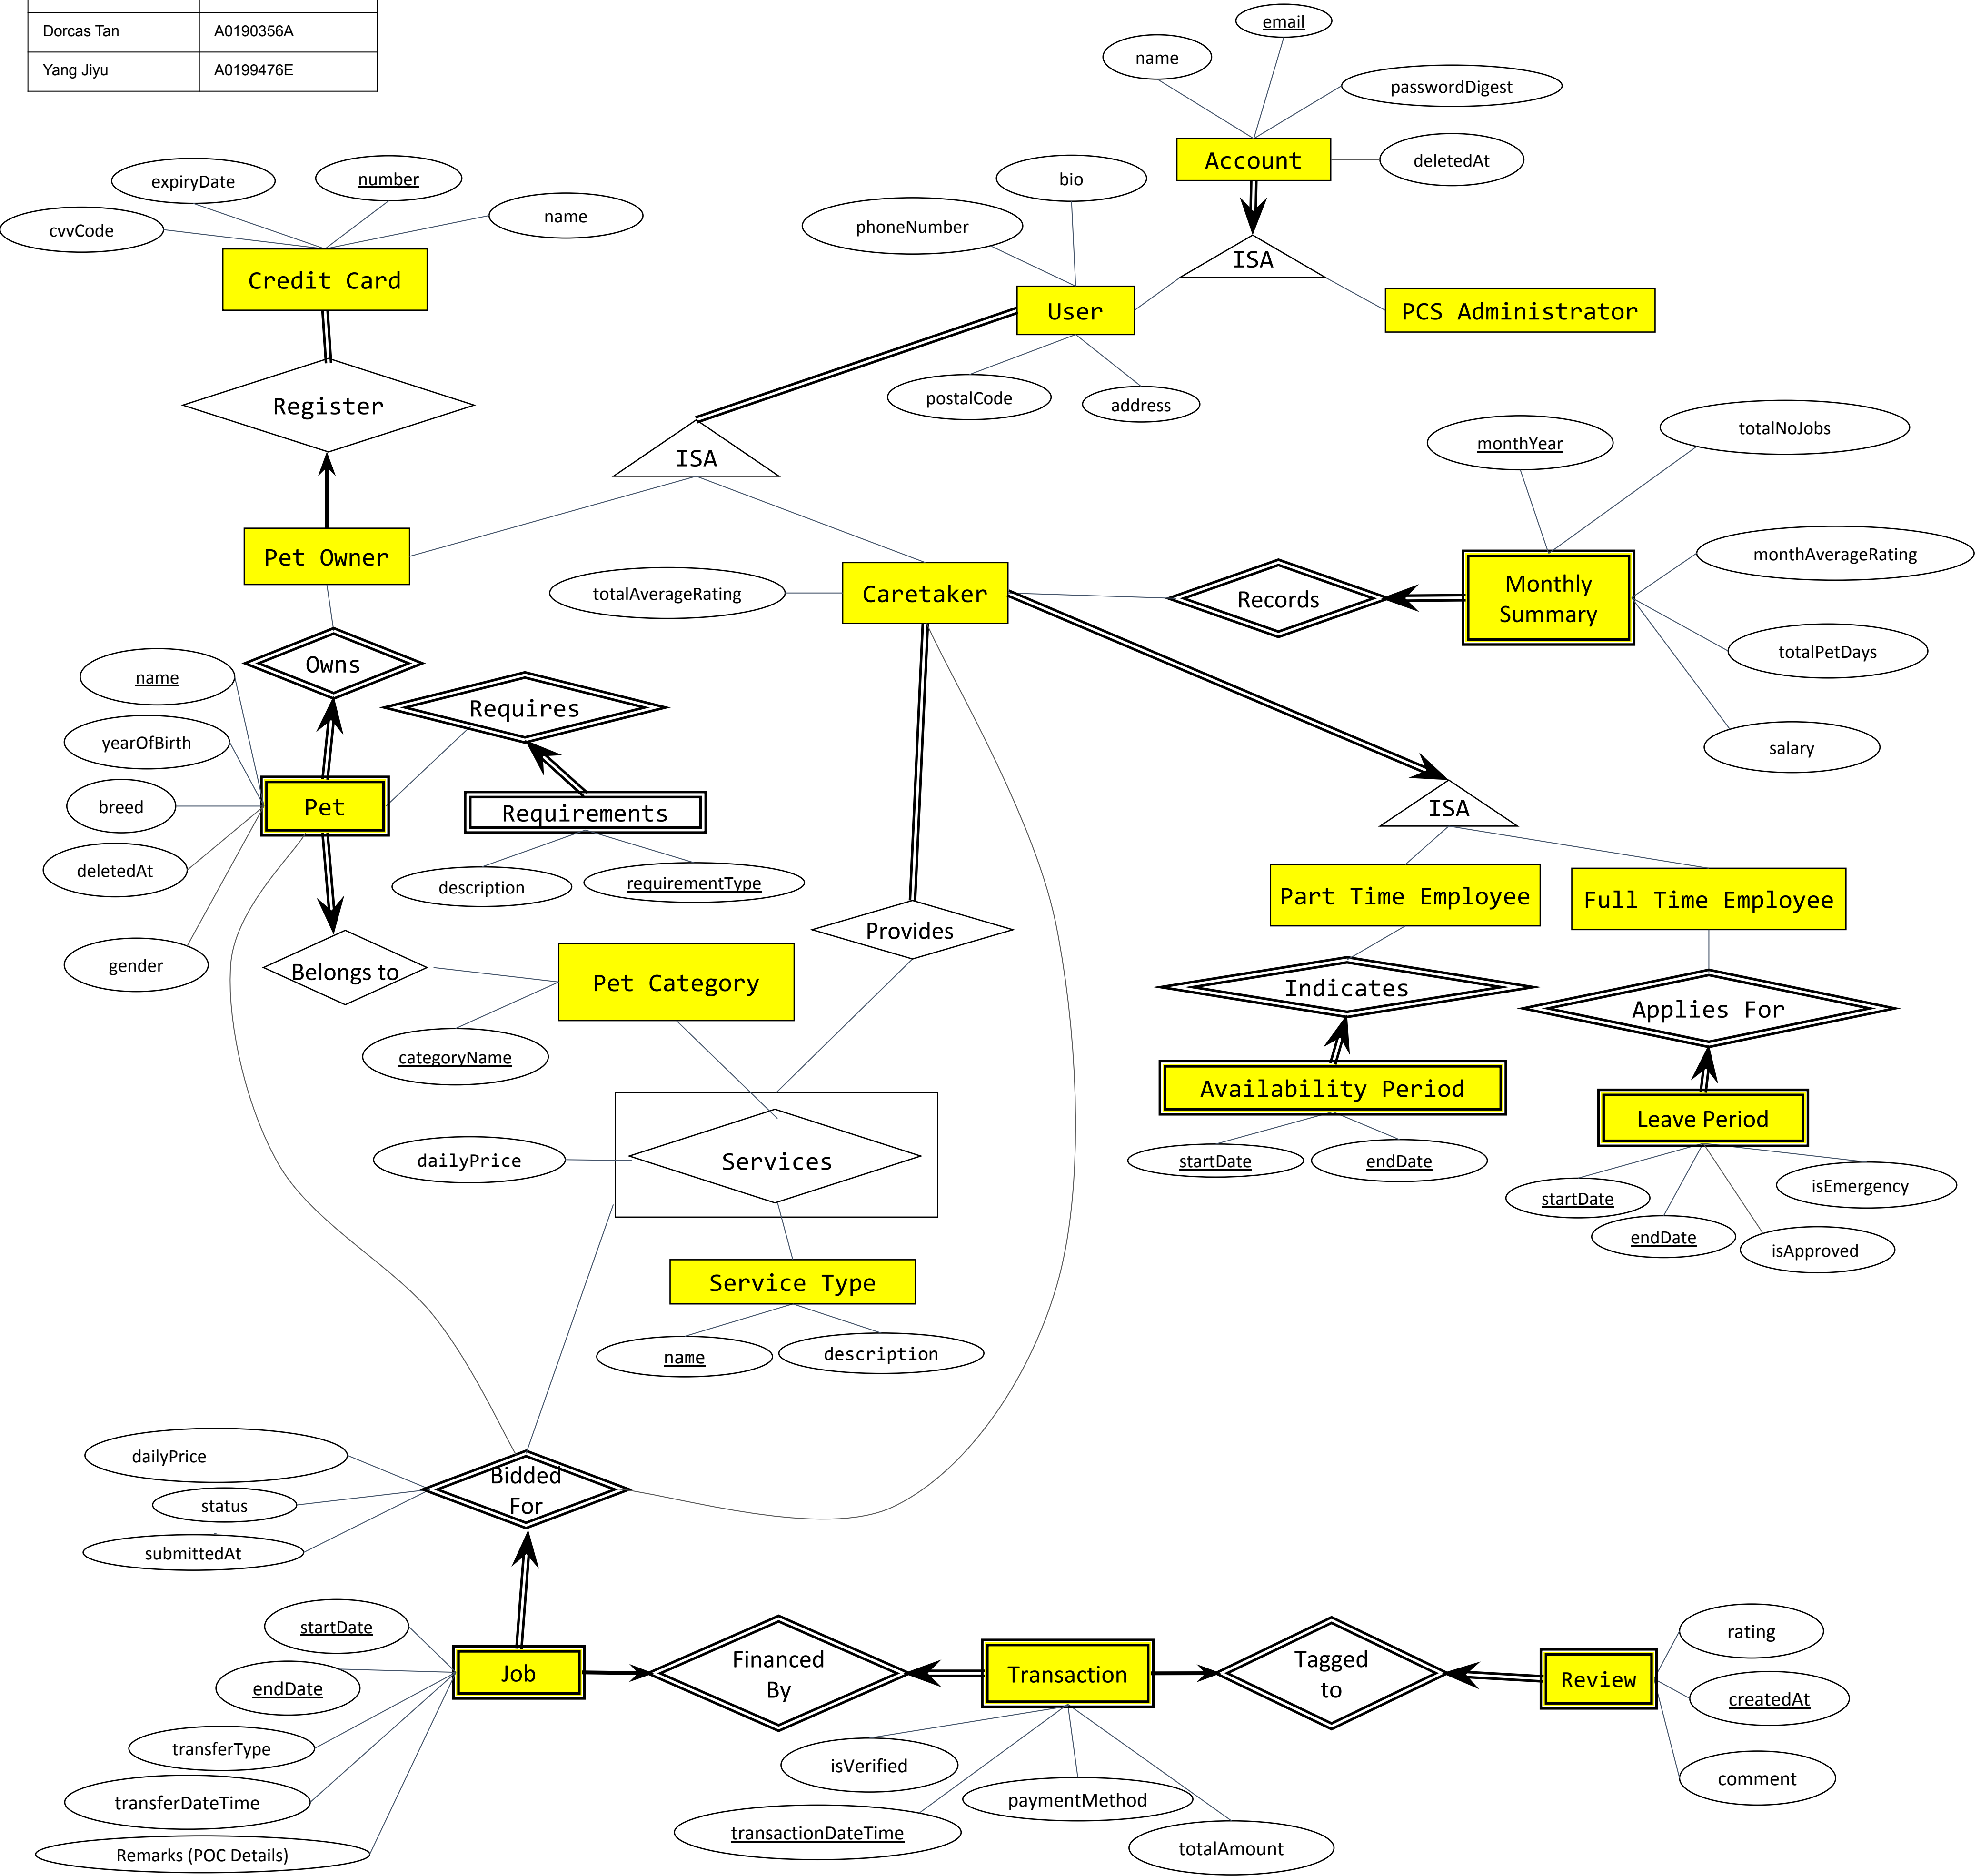 Dorcas Tan A0190356A
Yang Jiyu A0199476E
email
name
passwordDigest
Account
deletedAt
expiryDate
number
name
cvvCode
bio
phoneNumber
ISA
Credit Card
User
PCS Administrator
postalCode
address
Register
ISA
monthYear
totalNoJobs
Pet Owner
monthAverageRating
totalAverageRating
Caretaker
Records
Monthly
Summary
totalPetDays
salary
Owns
name
Requires
yearOfBirth
breed
Pet
Requirements
ISA
deletedAt
description
requirementType
Part Time Employee
Full Time Employee
Provides
gender
Belongs to
Pet Category
Indicates
Applies For
categoryName
Availability Period
Leave Period
dailyPrice
Services
startDate
endDate
isEmergency
startDate
endDate
isApproved
Service Type
name
description
dailyPrice
Bidded
For
status
submittedAt
startDate
rating
Job
Financed
By
Transaction
Tagged
to
Review
endDate
createdAt
transferType
isVerified
comment
transferDateTime
paymentMethod
transactionDateTime
totalAmount
Remarks (POC Details)